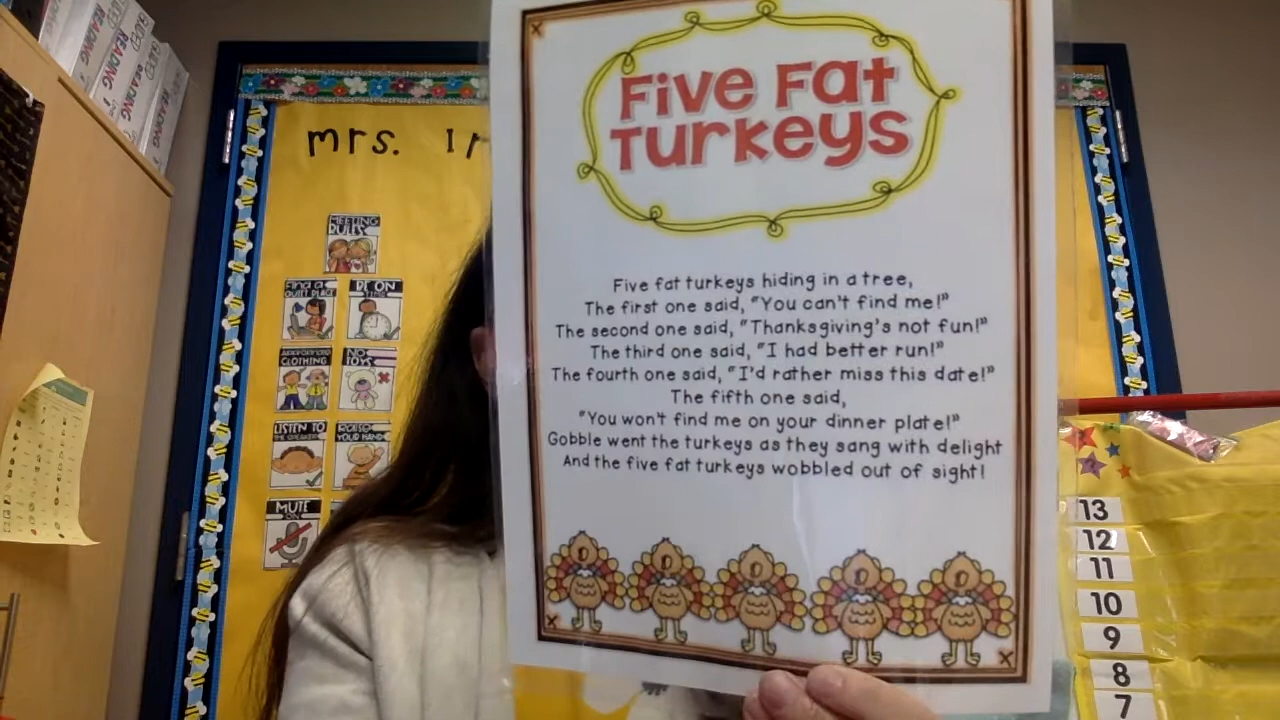 READING
READING
READING
mrs.
MEETING
RULES
FIND A
QUIET PLACE
BE ON
TIME
CLOTHING
NO
TOYS
LISTEN TO
THE SPEAKER
RAISE
YOUR HAND
MUTE
ON
FIVE FAT
TURKEYS
Five fat turkeys hiding in a tree,
The first one said, "You can't find me!"
The second one said, "Thanksgiving's not fun!"
The third one said, "I had better run!"
The fourth one said, "I'd rather miss this date!"
The fifth one said,
"You won't find me on your dinner plate!"
Gobble went the turkeys as they sang with delight
And the five fat turkeys wobbled out of sight!
13
12
11
10
9
8
7